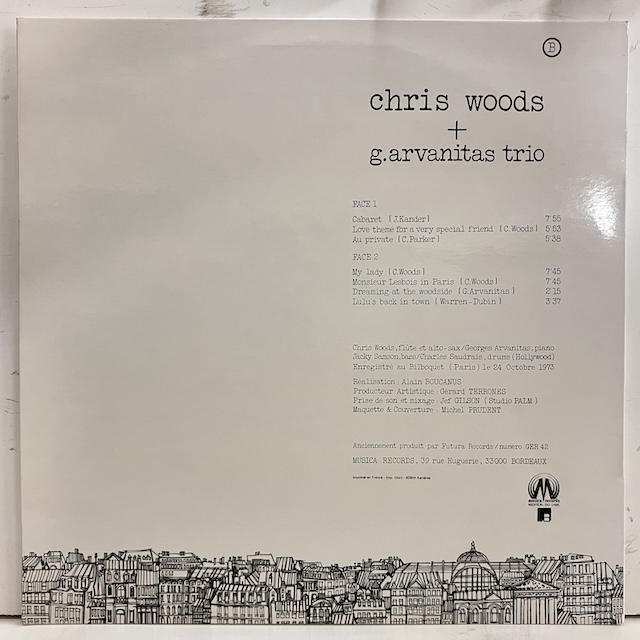 B
chris woods
+
g.arvanitas trio
FACE 1
Cabaret (J.Kander) 7'55
Love theme for a very special friend (C.Woods) 5'53
Au private (C.Parker) 5'38
FACE 2
My lady (C.Woods) 7'45
Monsieur Lesbois in Paris (C.Woods) 7'45
Dreaming at the woodside (G.Arvanitas) 2'15
Lulu's back in town (Warren-Dubin) 3'37
Chris Woods, flûte et alto-sax/Georges Arvanitas, piano
Jacky Samson, bass/Charles Saudrais, drums (Hollywood)
Enregistré au Bilboquet (Paris) le 24 Octobre 1973
Réalisation : Alain BOUCANUS
Producteur Artistique : Gérard TERRONES
Prise de son et mixage : Jef GILSON (Studio PALM)
Maquette & Couverture : Michel PRUDENT
Anciennement produit par Futura Records/numero GER 42
MUSICA RECORDS, 39 rue Huguerie, 33000 BORDEAUX